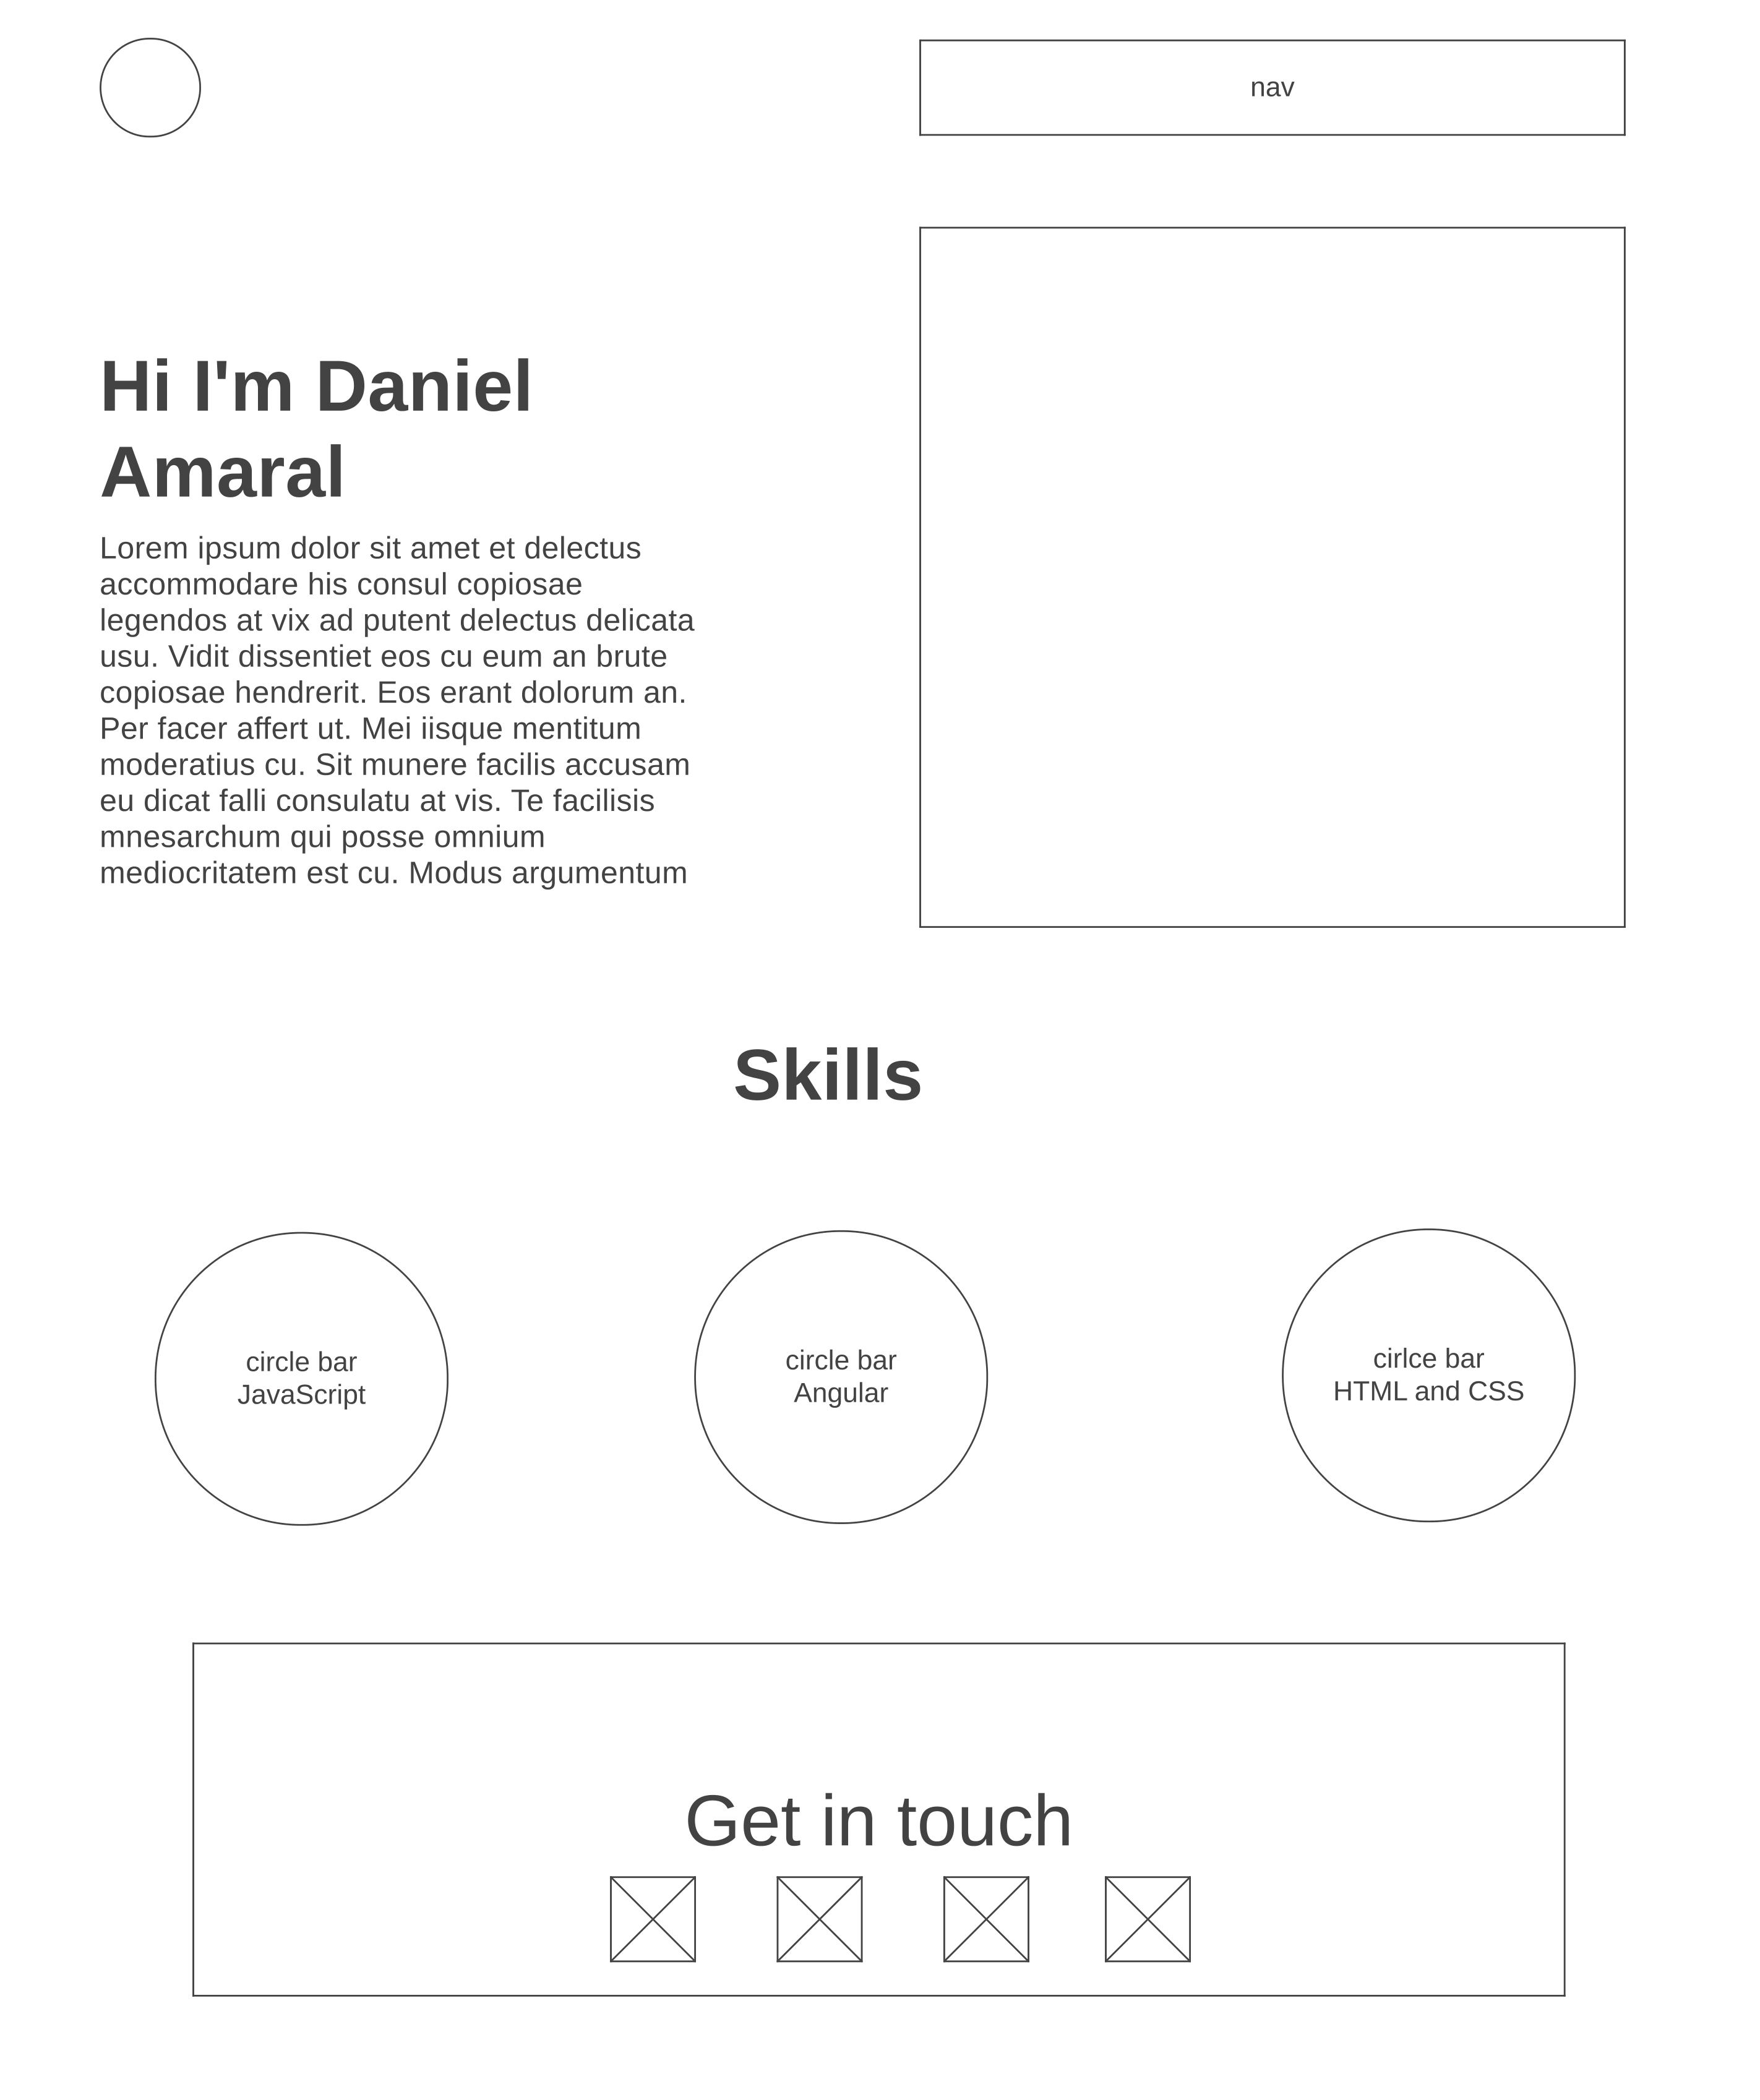 nav
Hi I'm Daniel
Amaral
Lorem ipsum dolor sit amet et delectus
accommodare his consul copiosae
legendos at vix ad putent delectus delicata
usu. Vidit dissentiet eos cu eum an brute
copiosae hendrerit. Eos erant dolorum an.
Per facer affert ut. Mei iisque mentitum
moderatius cu. Sit munere facilis accusam
eu dicat falli consulatu at vis. Te facilisis
mnesarchum qui posse omnium
mediocritatem est cu. Modus argumentum
Skills
circle bar
JavaScript
circle bar
Angular
cirlce bar
HTML and CSS
Get in touch